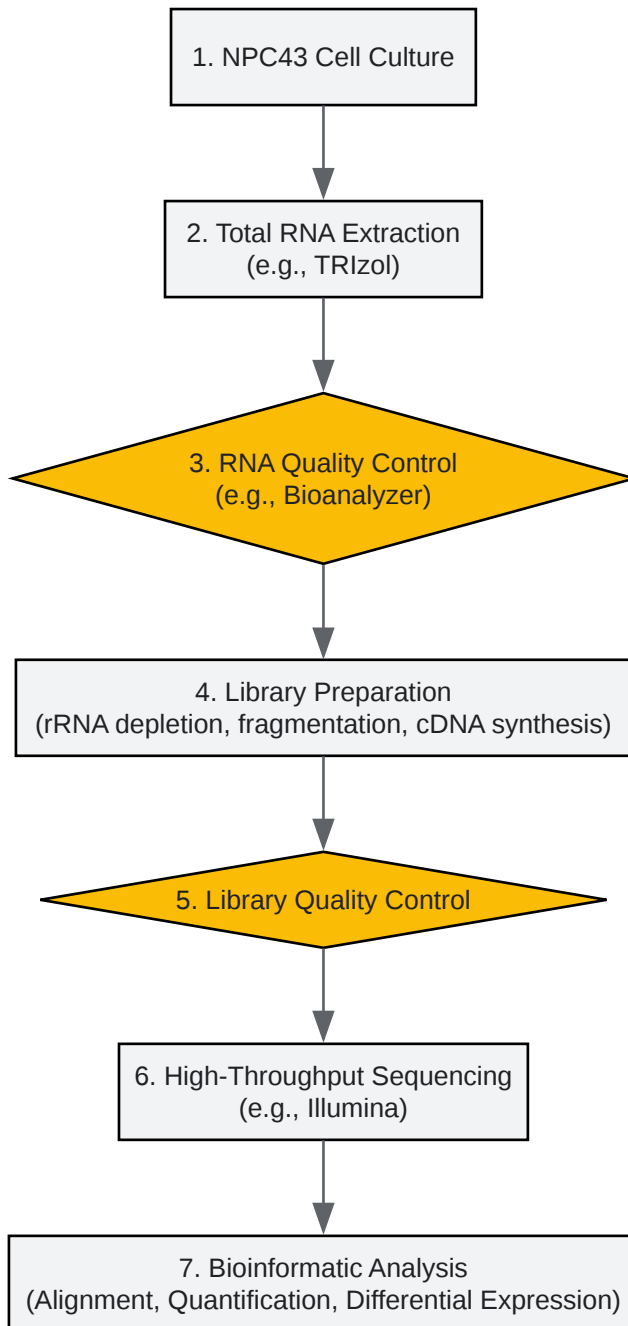 1. NPC43 Cell Culture
2. Total RNA Extraction
(e.g., TRIzol)
3. RNA Quality Control
(e.g., Bioanalyzer)
4. Library Preparation
(rRNA depletion, fragmentation, cDNA synthesis)
5. Library Quality Control
6. High-Throughput Sequencing
(e.g., Illumina)
7. Bioinformatic Analysis
(Alignment, Quantification, Differential Expression)